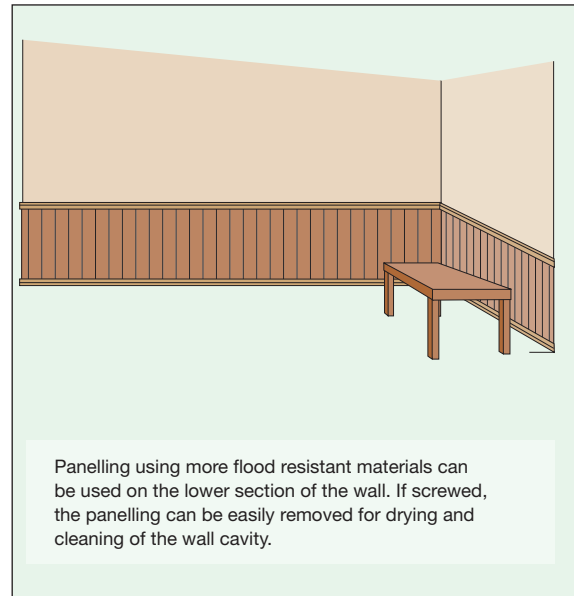 Panelling using more flood resistant materials can
be used on the lower section of the wall. If screwed,
the panelling can be easily removed for drying and
cleaning of the wall cavity.